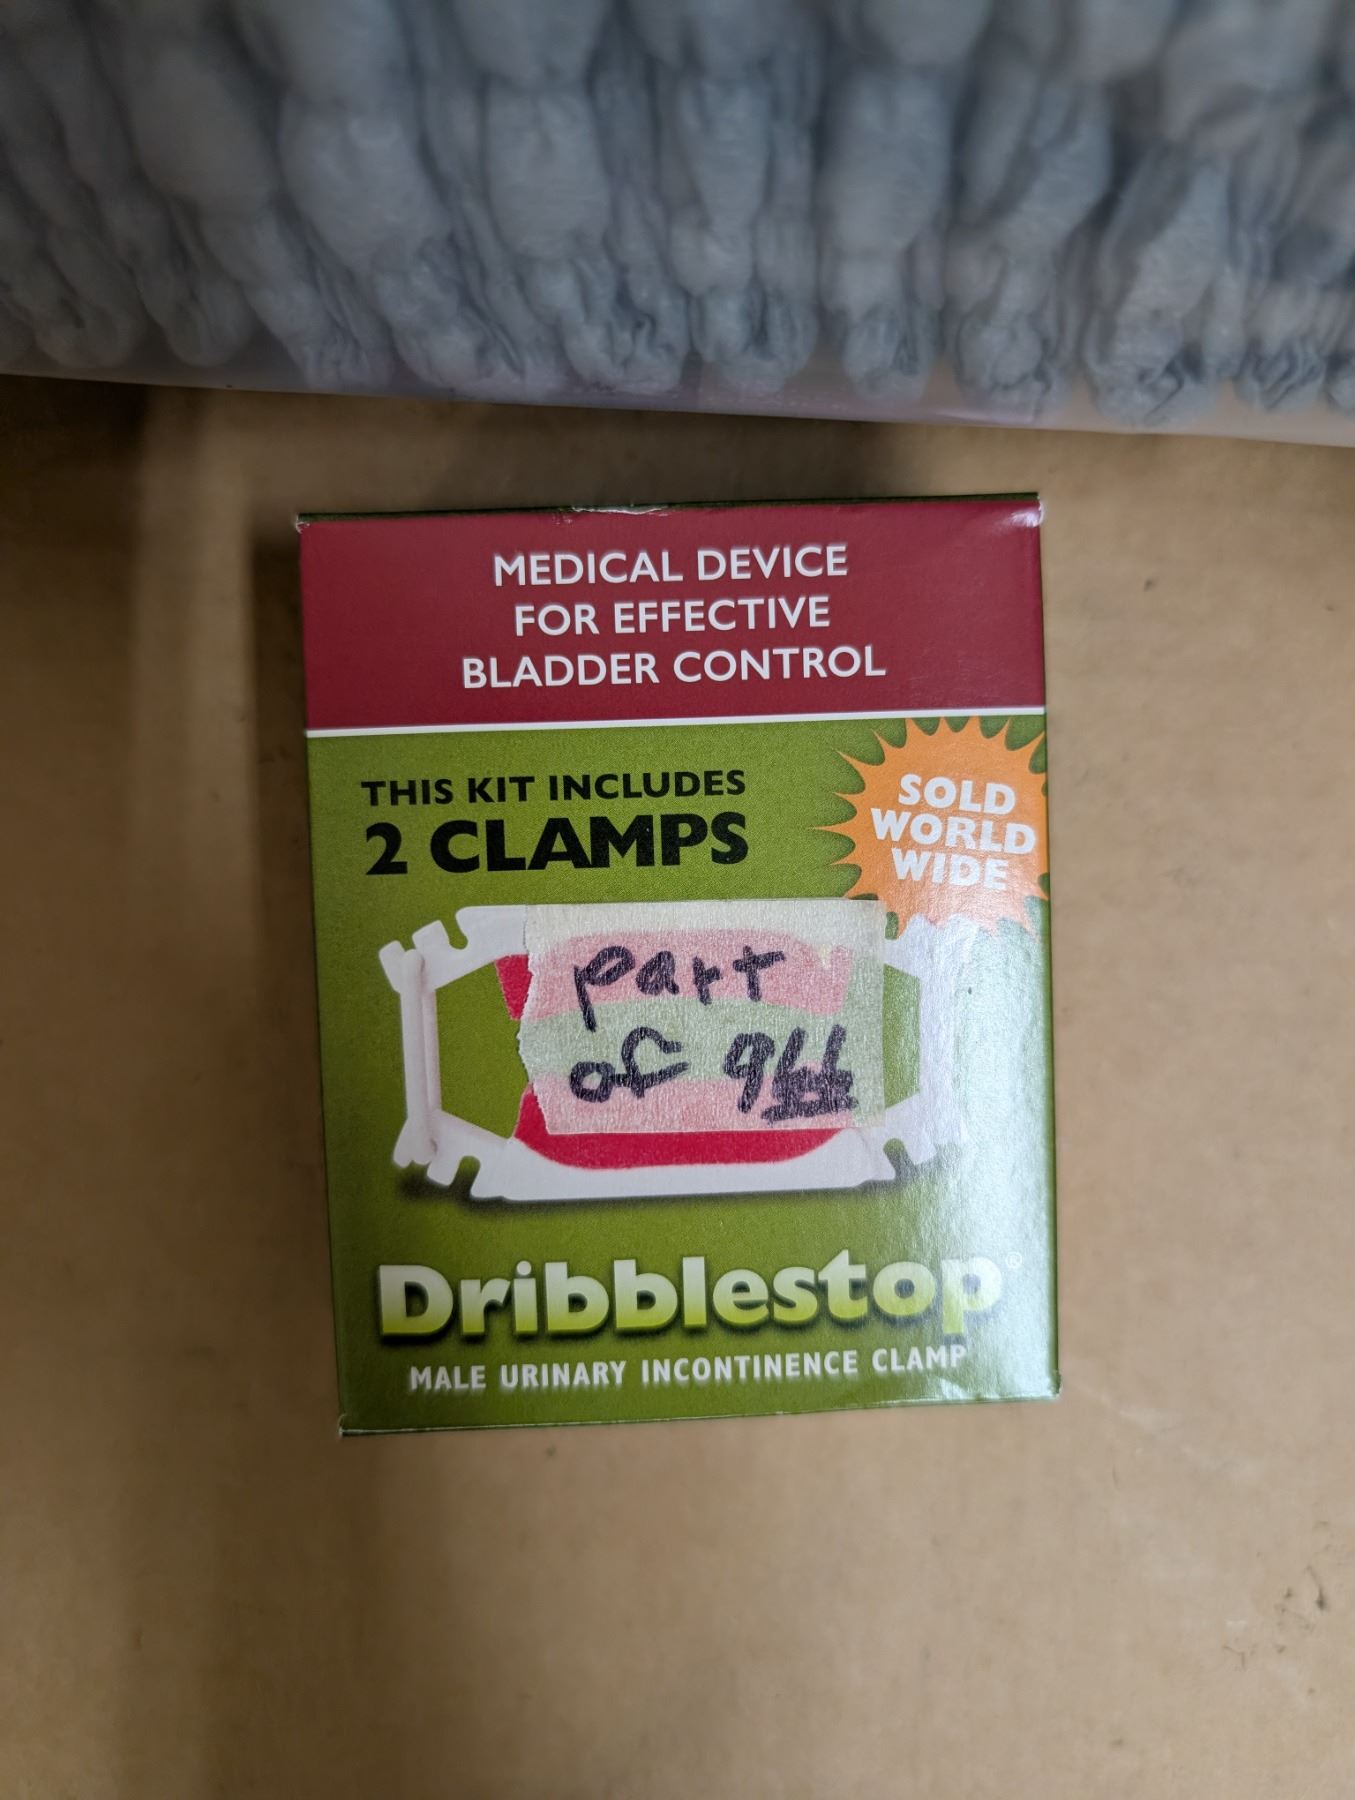 MEDICAL DEVICE
FOR EFFECTIVE
BLADDER CONTROL
THIS KIT INCLUDES
2 CLAMPS
SOLD
WORLD
WIDE
part
of 966
Dribblestop®
MALE URINARY INCONTINENCE CLAMP